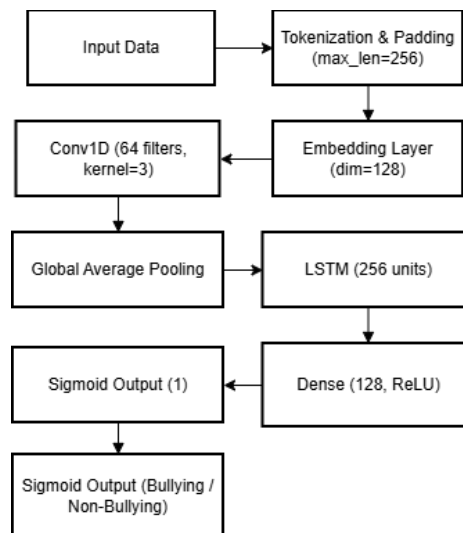 Input Data
Tokenization & Padding
(max_len=256)
Conv1D (64 filters,
kernel=3)
Embedding Layer
(dim=128)
Global Average Pooling
LSTM (256 units)
Sigmoid Output (1)
Dense (128, ReLU)
Sigmoid Output (Bullying /
Non-Bullying)